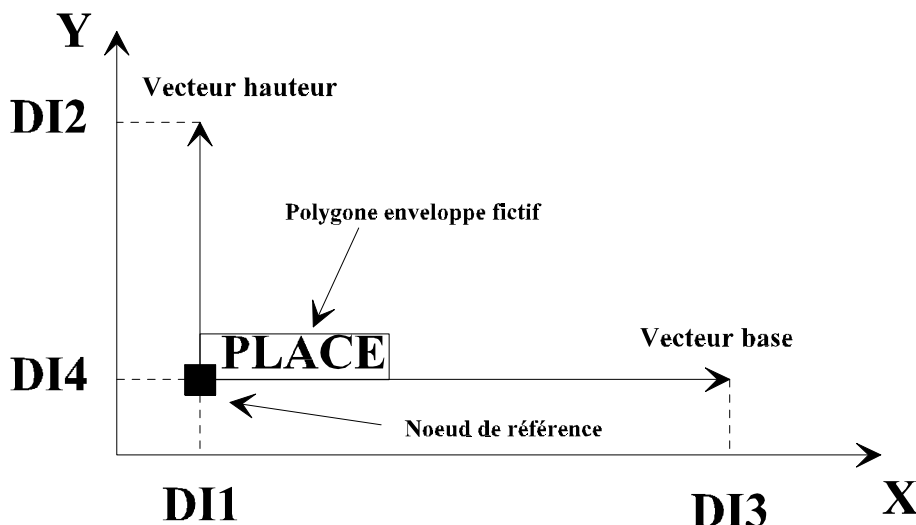 Y
Vecteur hauteur
DI2
Polygone enveloppe fictif
PLACE
Vecteur base
DI4
Noeud de référence
DI1
DI3
X